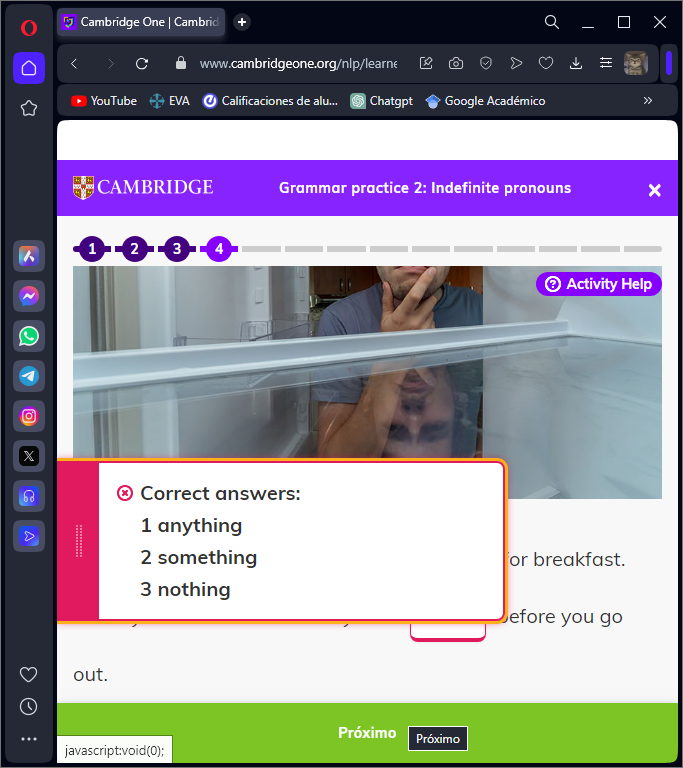 Cambridge One | Cambrid
www.cambridgeone.org/nlp/learne
YouTube EVA Calificaciones de alu... Chatgpt Google Académico »
CAMBRIDGE Grammar practice 2: Indefinite pronouns
1 2 3 4
Activity Help
Correct answers:
1 anything
2 something
3 nothing
for breakfast.
before you go
out.
Próximo
Próximo
javascript:void(0);